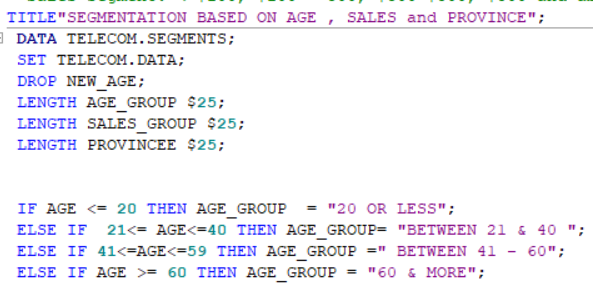 TITLE"SEGMENTATION BASED ON AGE , SALES and PROVINCE";
DATA TELECOM.SEGMENTS;
SET TELECOM.DATA;
DROP NEW_AGE;
LENGTH AGE_GROUP $25;
LENGTH SALES_GROUP $25;
LENGTH PROVINCEE $25;
IF AGE <= 20 THEN AGE_GROUP  = "20 OR LESS";
ELSE IF  21<= AGE<=40 THEN AGE_GROUP= "BETWEEN 21 & 40 ";
ELSE IF 41<=AGE<=59 THEN AGE_GROUP =" BETWEEN 41 - 60";
ELSE IF AGE >= 60 THEN AGE_GROUP = "60 & MORE";